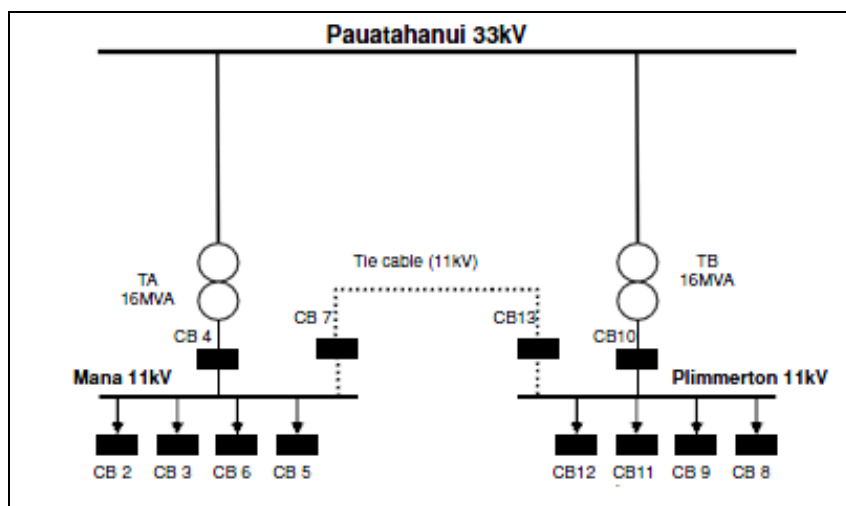 Pauatahanui 33kV
Tie cable (11kV)
TA
16MVA
TB
16MVA
CB 7
CB13
CB 4
CB10
Mana 11kV
Plimmerton 11kV
CB 2 CB 3 CB 6 CB 5
CB12 CB11 CB 9 CB 8